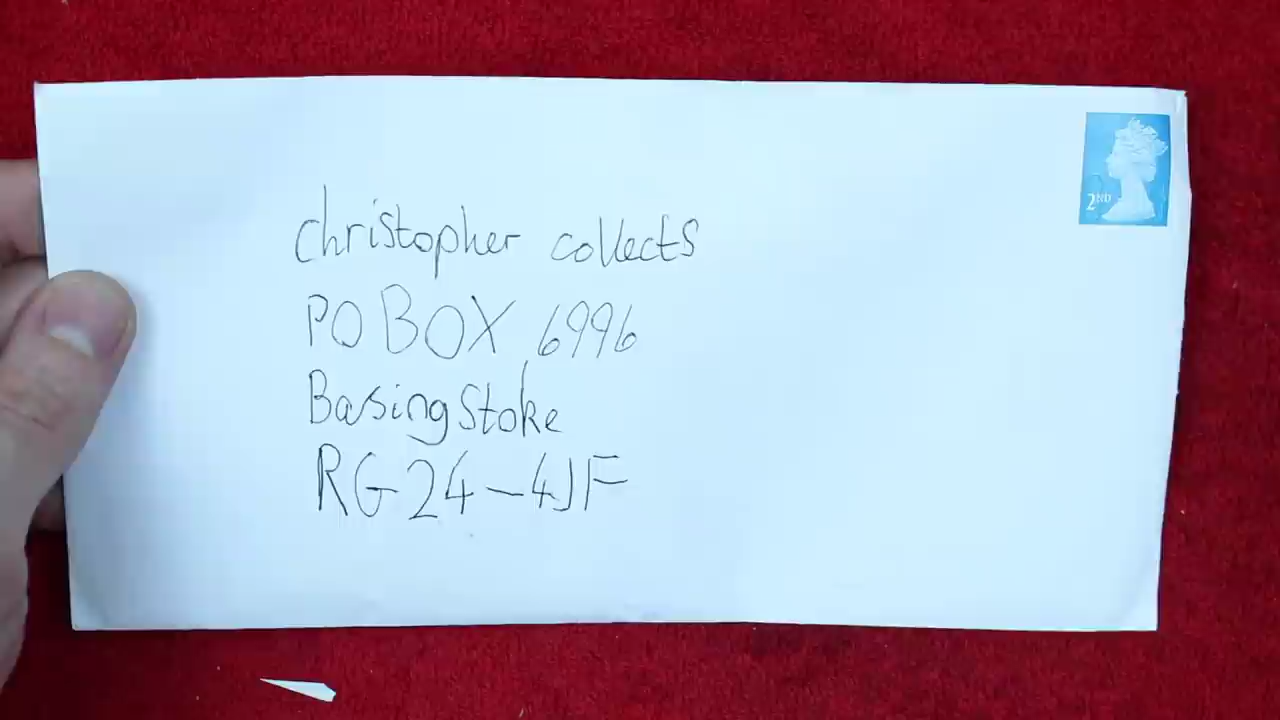 christopher collects
PO BOX 6996
Basingstoke
RG24-4JF
2ND